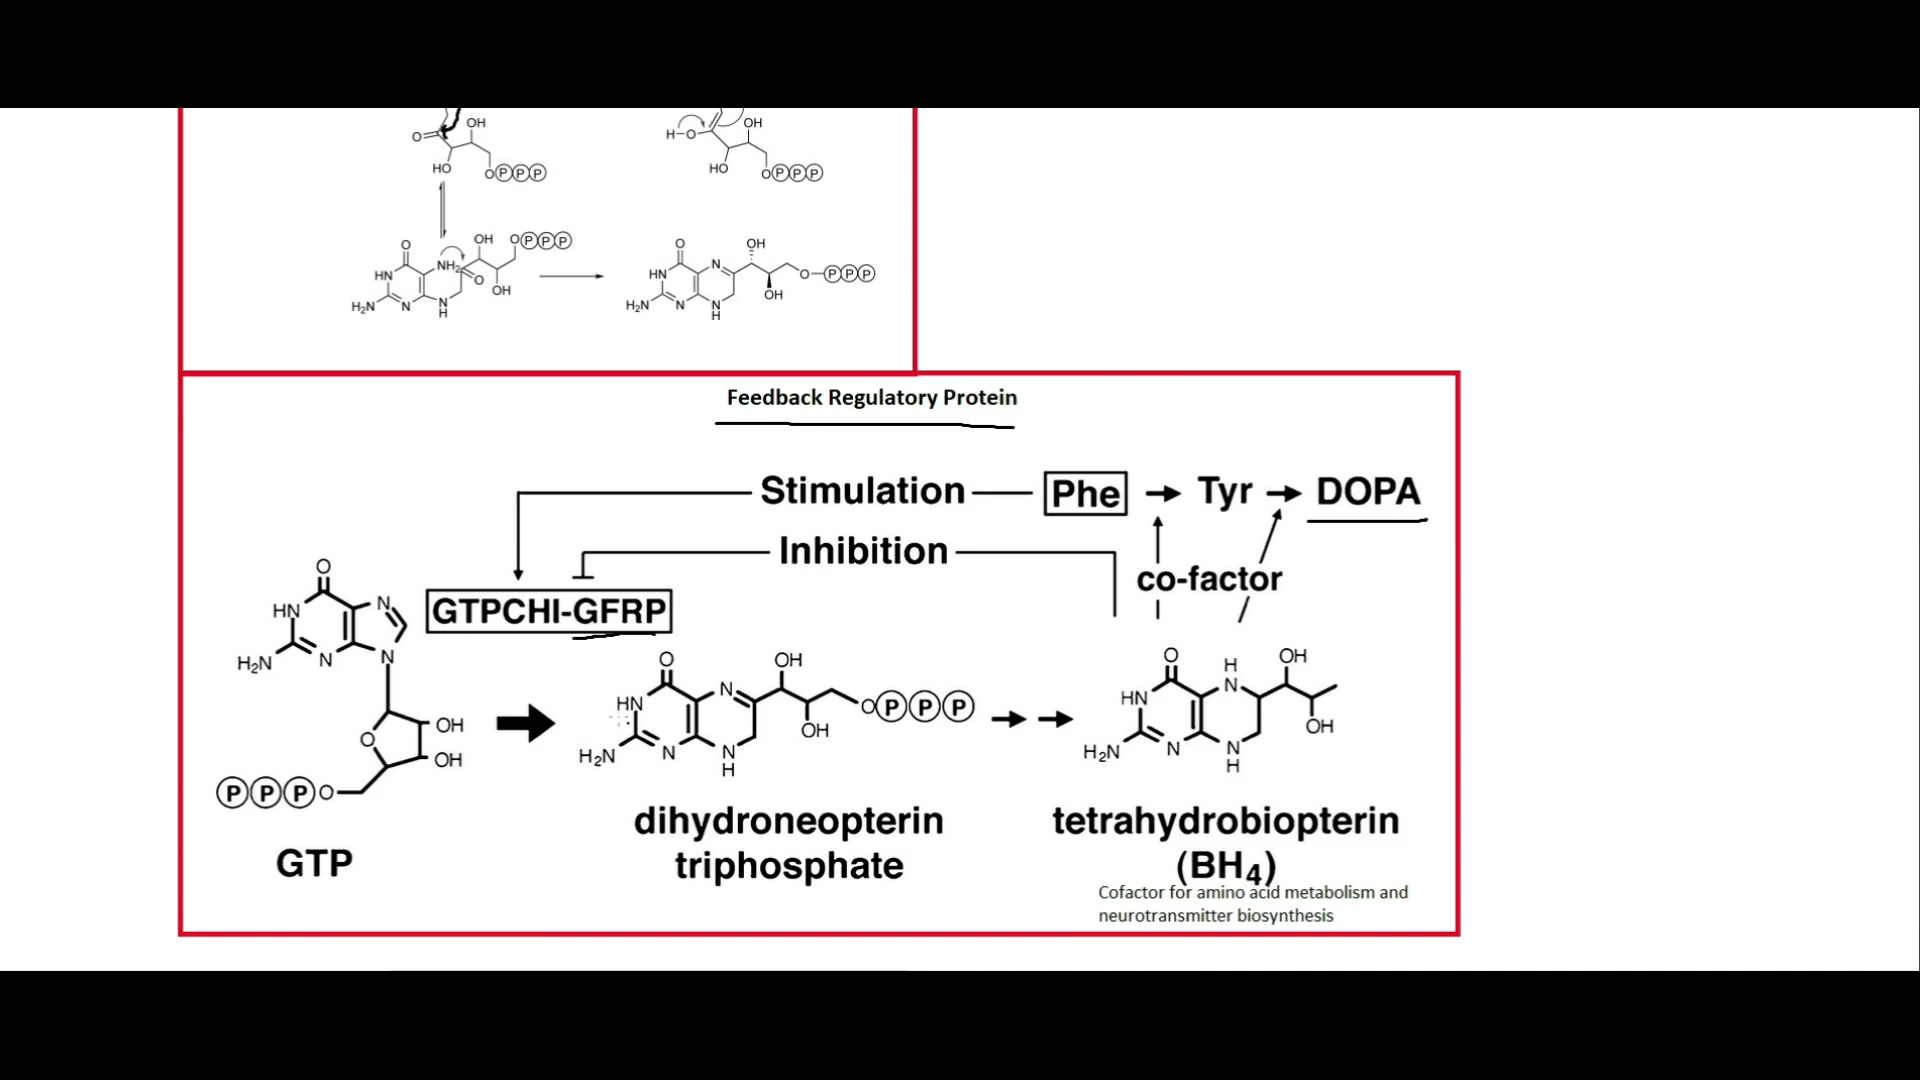 O OH H-O OH
HO OPPP HO OPPP
O NH2 OH OPPP O N OH
HN O HN O-PPP
H2N N N H OH H2N N N H OH
Feedback Regulatory Protein
Stimulation Phe Tyr DOPA
Inhibition
co-factor
GTPCHI-GFRP
O HN N N N H2N
O OH OH
PPPO
O HN N N N H H2N OH OH OPPP
O HN H N N N H H2N OH OH
dihydroneopterin
triphosphate
tetrahydrobiopterin
(BH4)
GTP
Cofactor for amino acid metabolism and
neurotransmitter biosynthesis